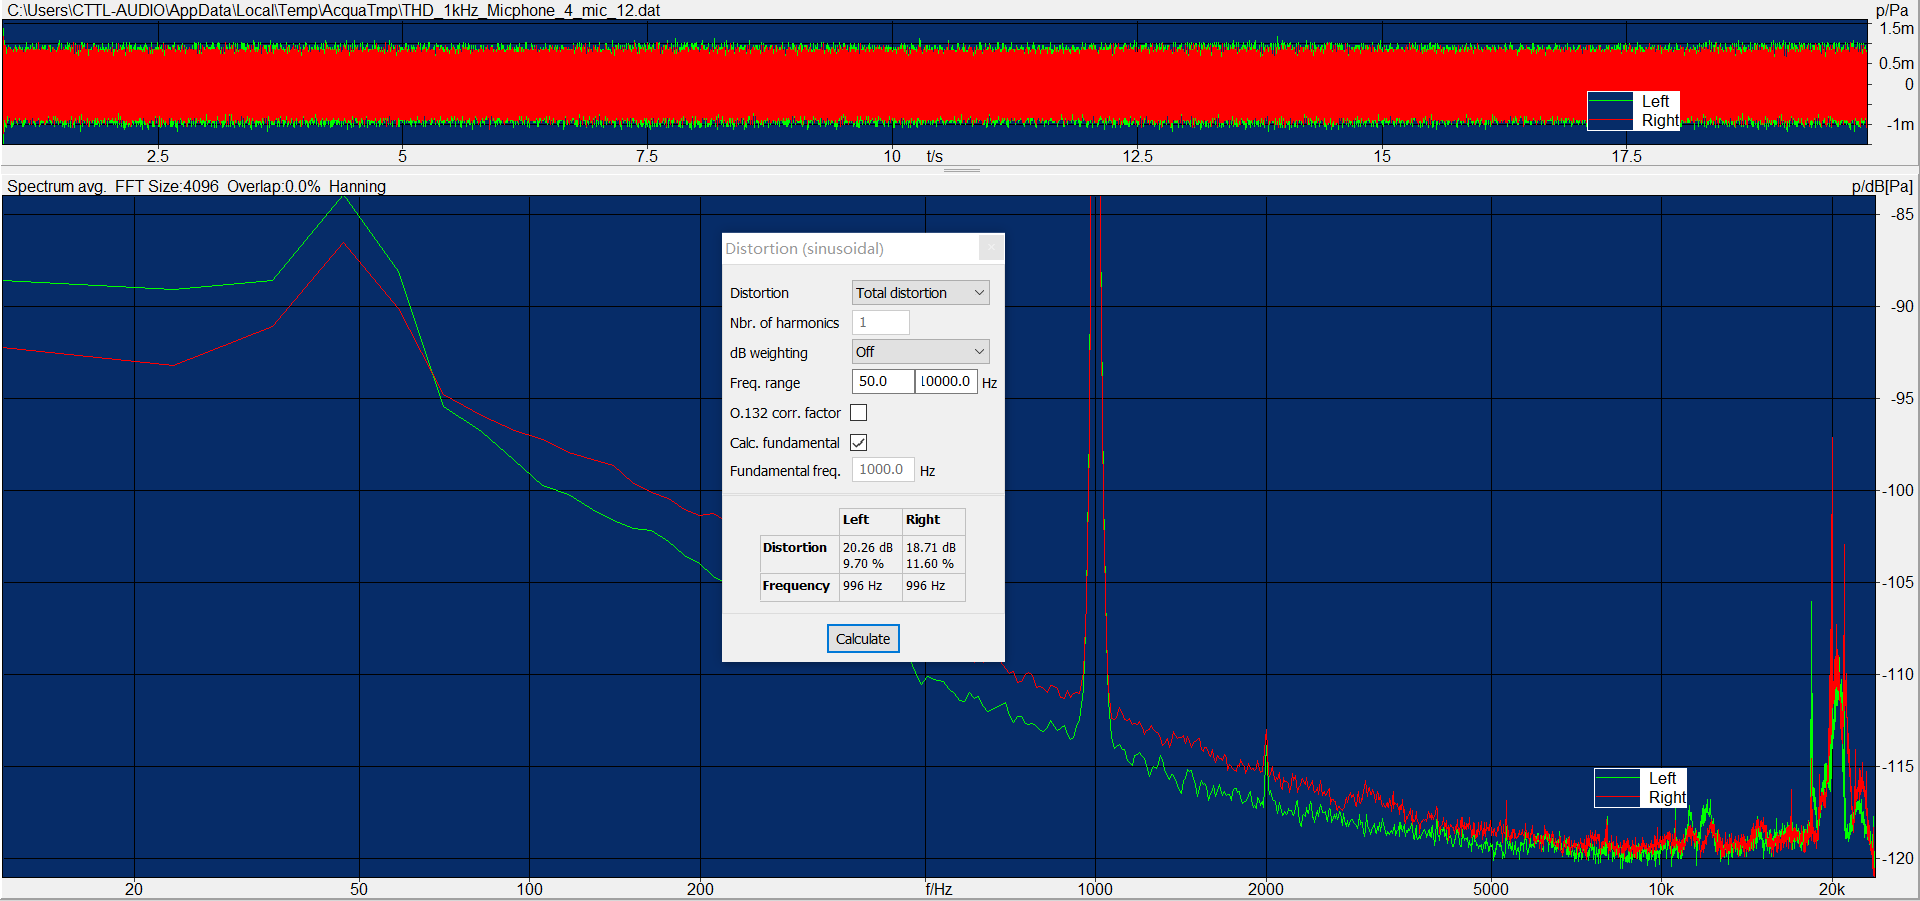 C:\Users\CTTL-AUDIO\AppData\Local\Temp\AcquaTmp\THD_1kHz_Micphone_4_mic_12.dat
p/Pa
1.5m
0.5m
0
-1m
Left
Right
2.5 5 7.5 10 t/s 12.5 15 17.5
Spectrum avg. FFT Size:4096 Overlap:0.0% Hanning
p/dB[Pa]
-85
-90
-95
-100
-105
-110
-115
-120
Distortion (sinusoidal)
Distortion Total distortion
Nbr. of harmonics 1
dB weighting Off
Freq. range 50.0 10000.0 Hz
O.132 corr. factor
Calc. fundamental
Fundamental freq. 1000.0 Hz
Left Right
Distortion 20.26 dB 18.71 dB
9.70 % 11.60 %
Frequency 996 Hz 996 Hz
Calculate
Left
Right
20 50 100 200 f/Hz 1000 2000 5000 10k 20k